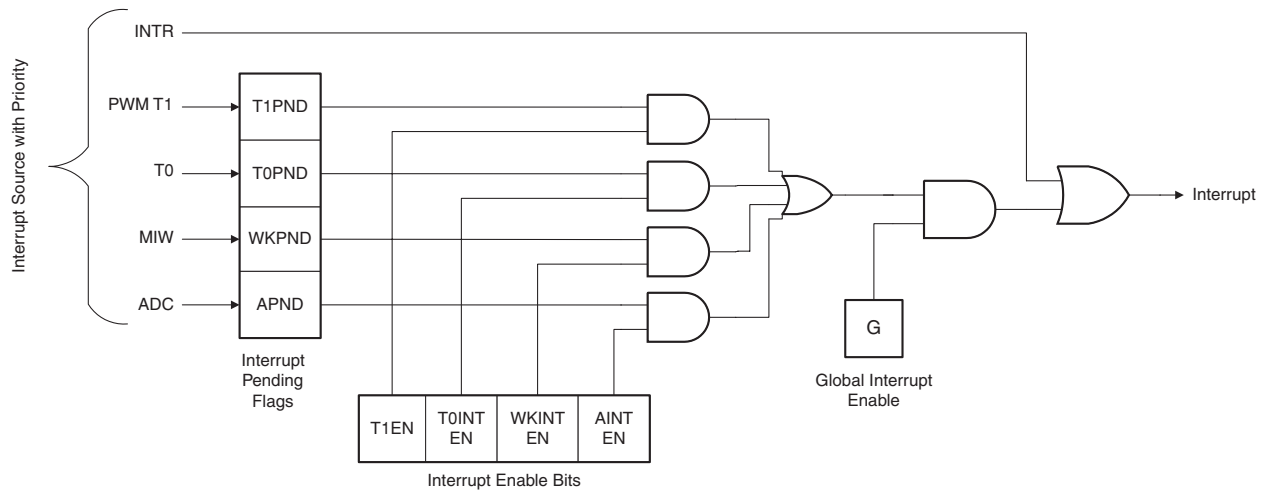 Interrupt Source with Priority
INTR
PWM T1
T0
MIW
ADC
T1PND
T0PND
WKPND
APND
Interrupt
Pending
Flags
T1EN
T0INT
EN
WKINT
EN
AINT
EN
Interrupt Enable Bits
G
Global Interrupt
Enable
Interrupt